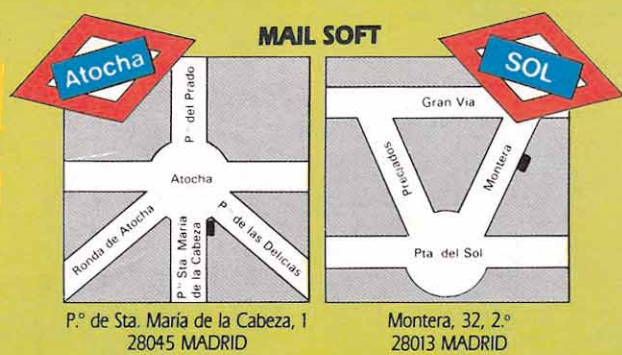 MAIL SOFT
Atocha
P.º del Prado
Atocha
Ronda de Atocha
P.º Sta. María
de la Cabeza
P.º de las Delicias
P.º de Sta. María de la Cabeza, 1
28045 MADRID
SOL
Gran Via
Preciados
Montera
Pta. del Sol
Montera, 32, 2.º
28013 MADRID